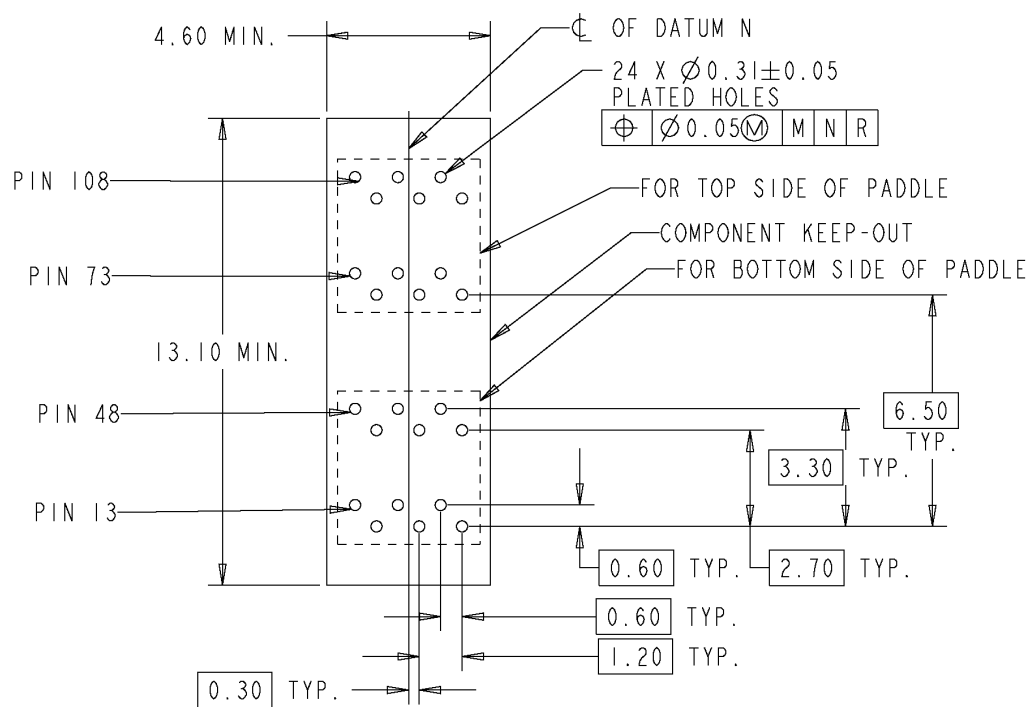 4.60 MIN.
℄ OF DATUM N
24 X Ø0.31±0.05
PLATED HOLES
⌖ Ø0.05Ⓜ M N R
PIN 108
FOR TOP SIDE OF PADDLE
COMPONENT KEEP-OUT
PIN 73
FOR BOTTOM SIDE OF PADDLE
13.10 MIN.
PIN 48
6.50
TYP.
3.30 TYP.
PIN 13
0.60 TYP.
2.70 TYP.
0.60 TYP.
1.20 TYP.
0.30 TYP.